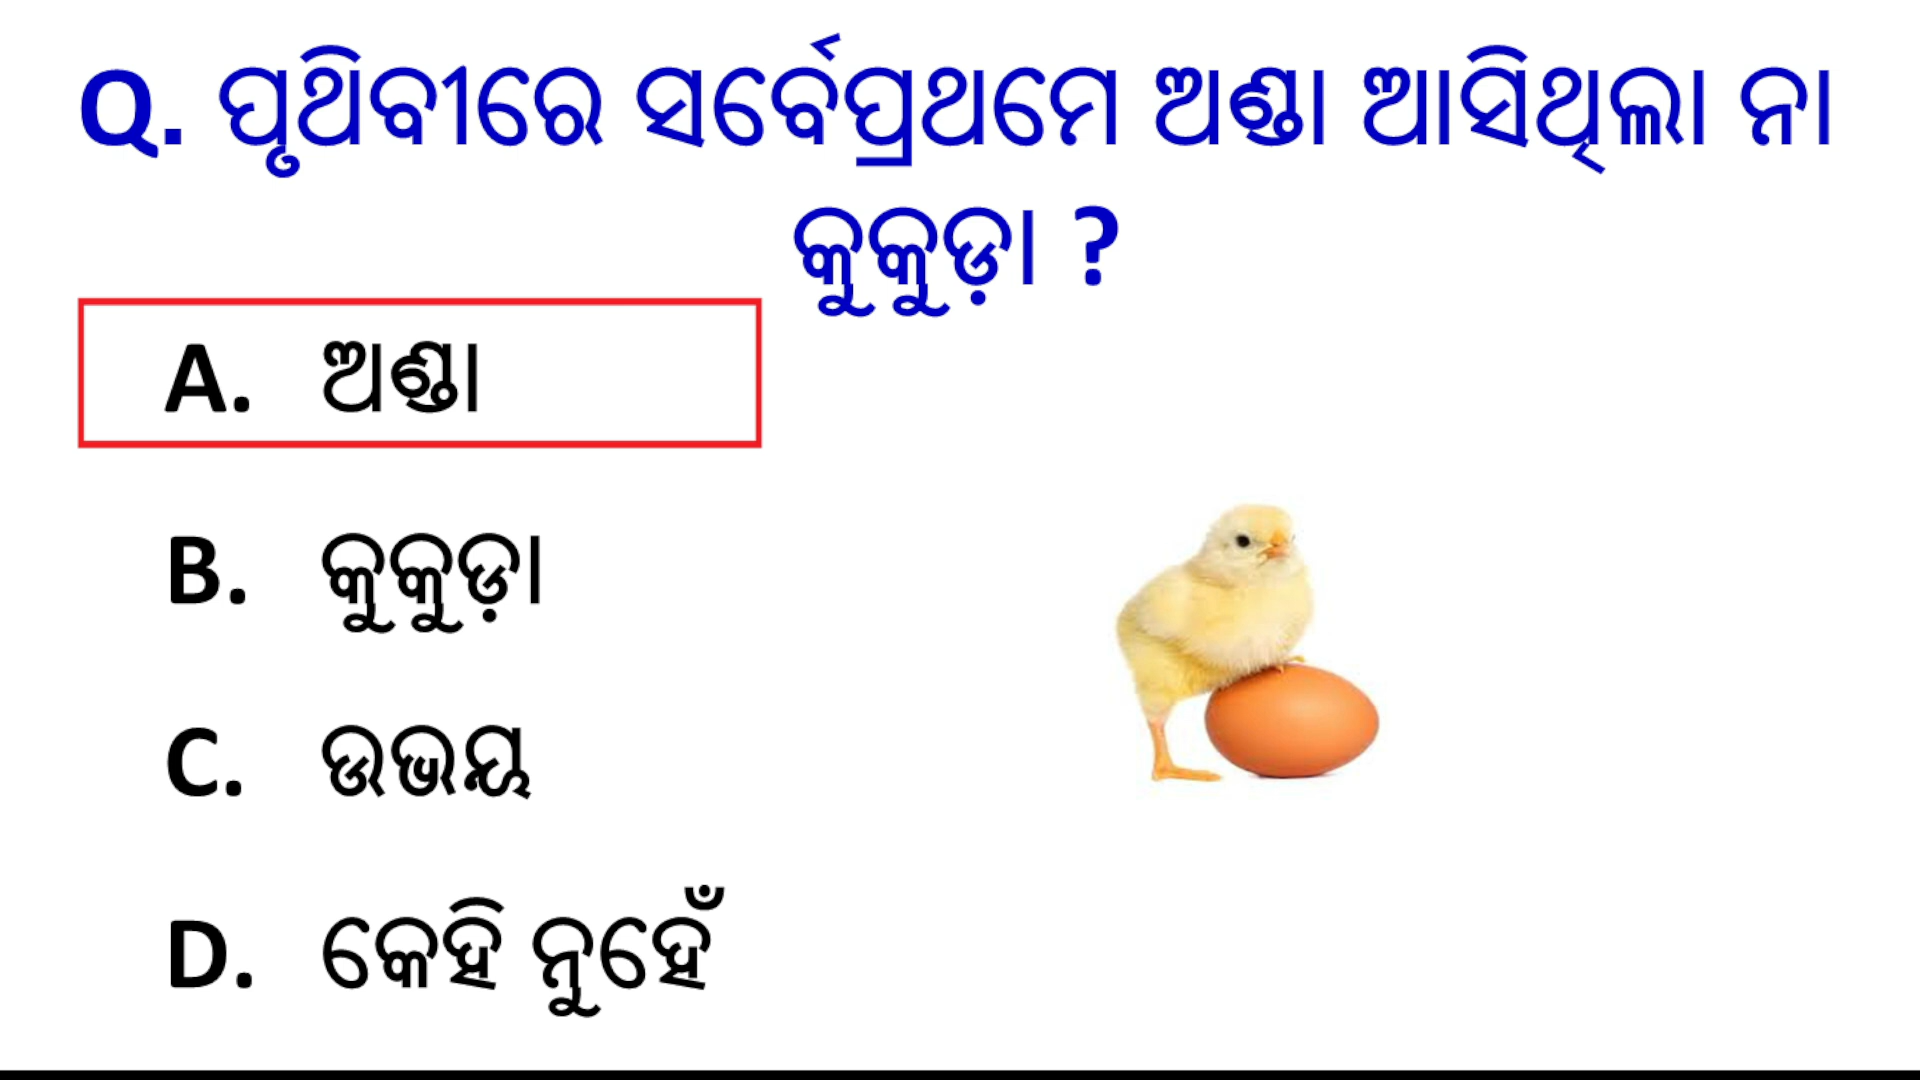 Q. ପୃଥିବୀରେ ସର୍ବେପ୍ରଥମେ ଅଣ୍ଡା ଆସିଥିଲା ନା
କୁକୁଡ଼ା ?
A. ଅଣ୍ଡା
B. କୁକୁଡ଼ା
C. ଉଭୟ
D. କେହି ନୁହେଁ